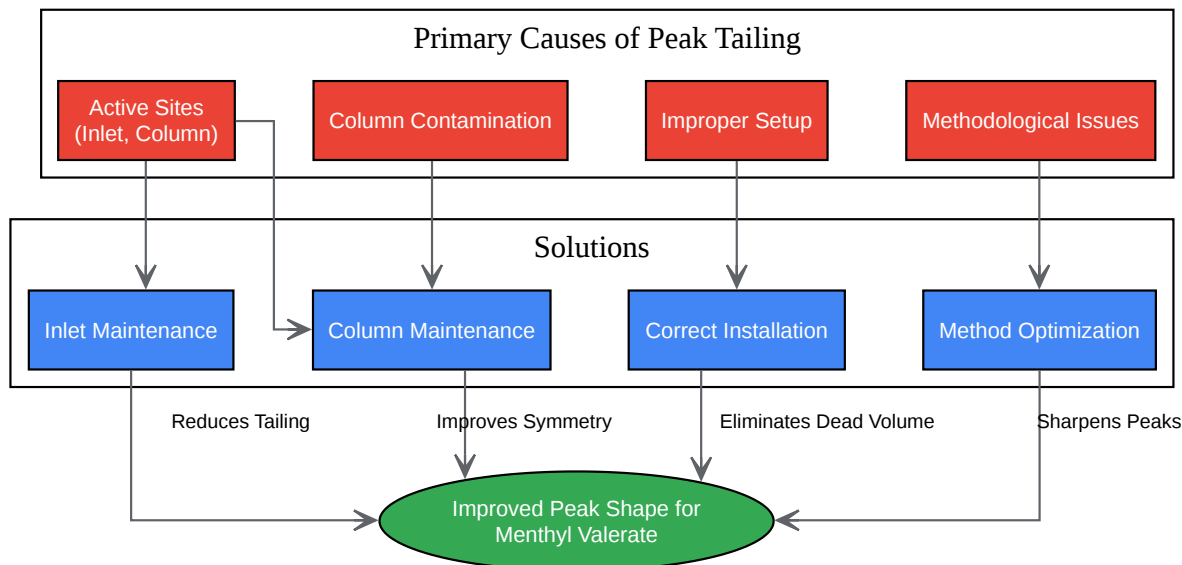 Primary Causes of Peak Tailing
Active Sites
(Inlet, Column)
Column Contamination
Improper Setup
Methodological Issues
Solutions
Inlet Maintenance
Column Maintenance
Correct Installation
Method Optimization
Reduces Tailing
Improves Symmetry
Eliminates Dead Volume
Sharpens Peaks
Improved Peak Shape for
Menthyl Valerate